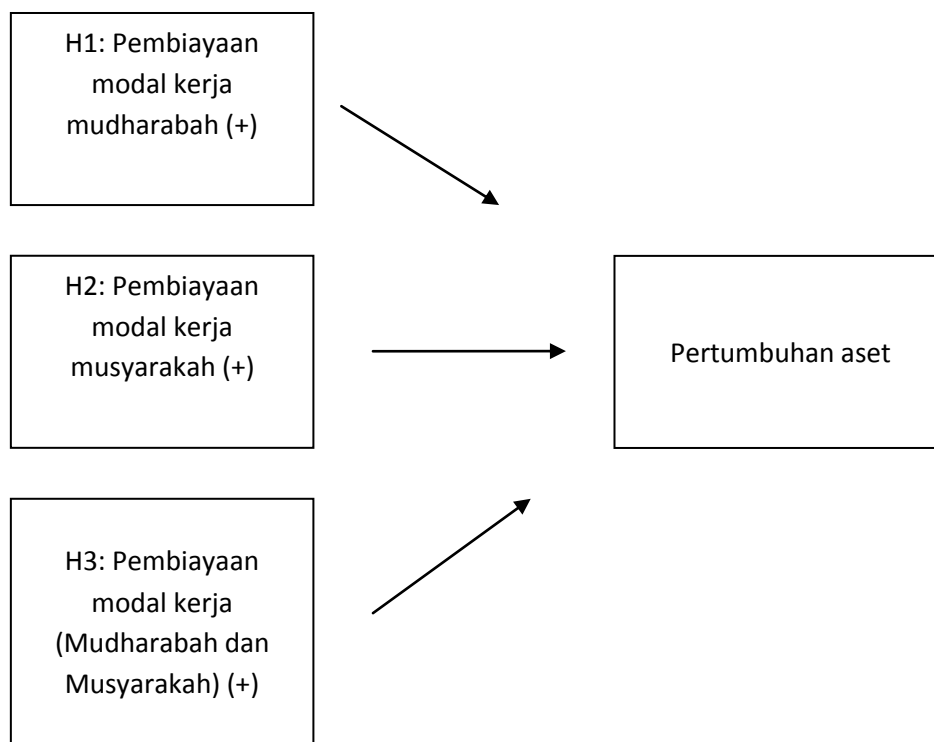 H1: Pembiayaan
modal kerja
mudharabah (+)
H2: Pembiayaan
modal kerja
musyarakah (+)
Pertumbuhan aset
H3: Pembiayaan
modal kerja
(Mudharabah dan
Musyarakah) (+)